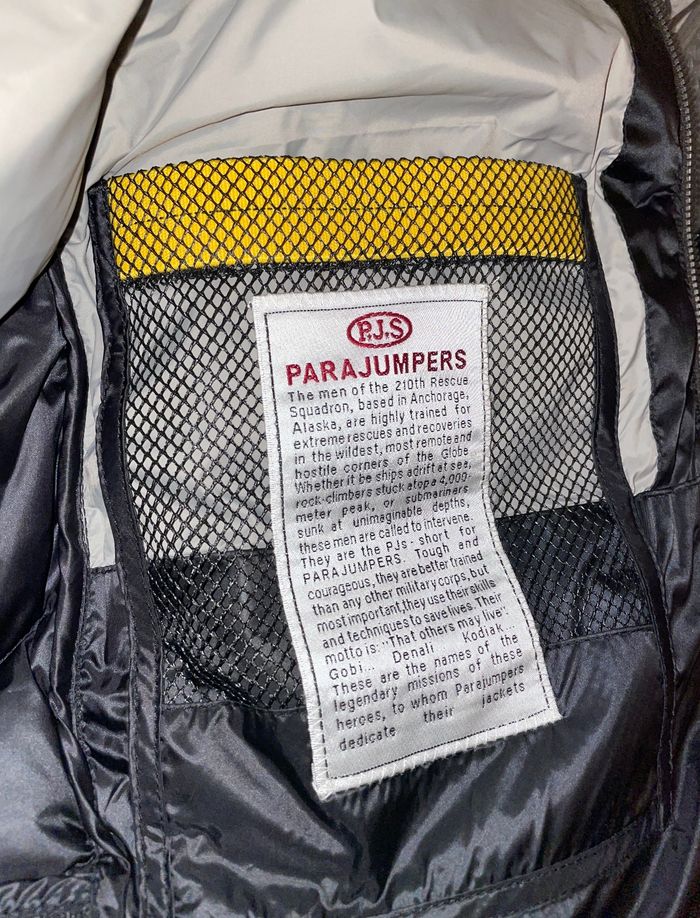 P.J.S
PARAJUMPERS
The men of the 210th Rescue
Squadron, based in Anchorage,
Alaska, are highly trained for
extreme rescues and recoveries
in the wildest, most remote and
hostile corners of the Globe
Whether it be ships adrift at sea,
rock-climbers stuck atop a 4,000-
meter peak, or submariners
sunk at unimaginable depths,
these men are called to intervene.
They are the PJs - short for
PARAJUMPERS. Tough and
courageous, they are better trained
than any other military corps, but
most important, they use their skills
and techniques to save lives. Their
motto is: "That others may live".
Gobi... Denali Kodiak...
These are the names of the
legendary missions of these
heroes, to whom Parajumpers
dedicate their jackets